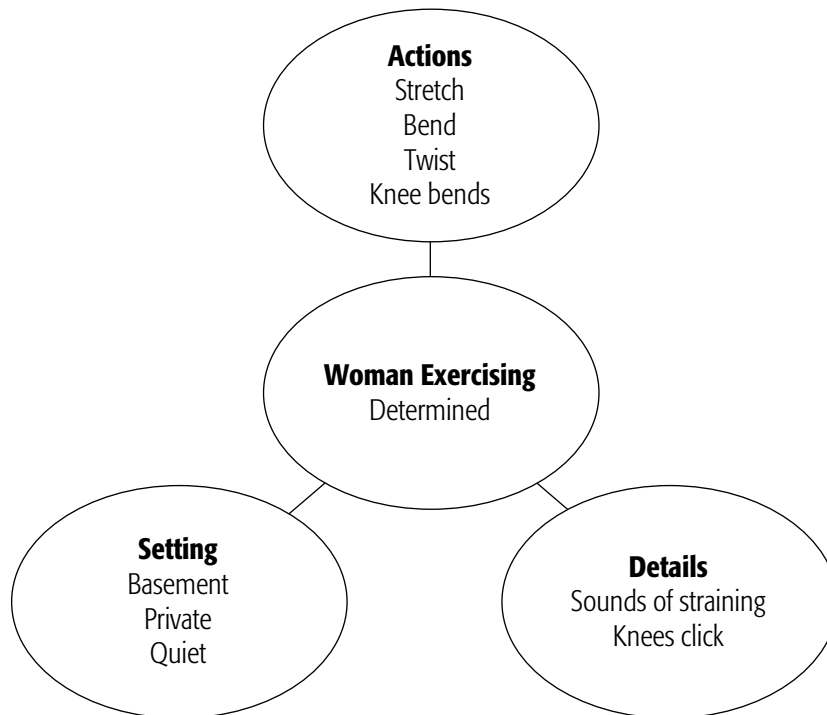 Actions
Stretch
Bend
Twist
Knee bends
Woman Exercising
Determined
Setting
Basement
Private
Quiet
Details
Sounds of straining
Knees click